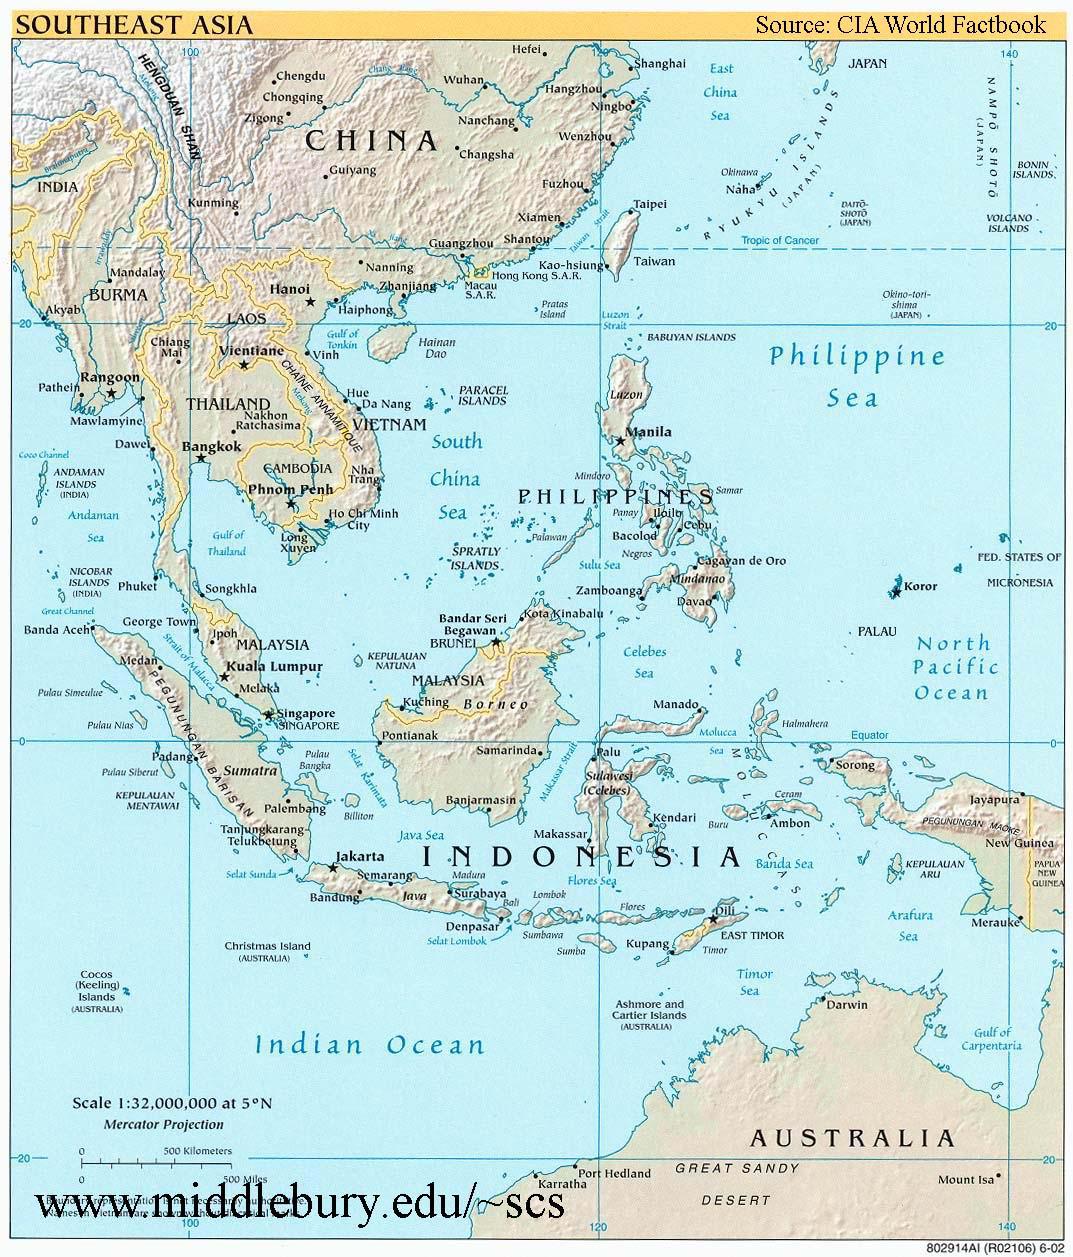 SOUTHEAST ASIA
Source: CIA World Factbook
100
120
140
Hefei
Shanghai
East
China
Sea
JAPAN
HENGDUAN SHAN
Mekong
Chengdu
Chongqing
Zigong
Chang Jiang
Wuhan
Hangzhou
Ningbo
Nanchang
Wenzhou
CHINA
Changsha
NAMPŌ SHOTŌ
(JAPAN)
BONIN
ISLANDS
Brahmaputra
INDIA
Guiyang
Fuzhou
Okinawa
Naha
RYUKYU ISLANDS
(JAPAN)
Kunming
Xiamen
Taipei
DAITŌ-
SHOTŌ
(JAPAN)
VOLCANO
ISLANDS
Irrawaddy
Xi Jiang
Guangzhou
Shantou
Taiwan Strait
Tropic of Cancer
Mandalay
Nanning
Kao-hsiung
Taiwan
Hong Kong S.A.R.
Macau
S.A.R.
BURMA
Hanoi
Zhanjiang
Haiphong
Pratas
Island
Okino-tori-
shima
(JAPAN)
Akyab
LAOS
20
Luzon
Strait
20
Chiang
Mai
Vientiane
Gulf of
Tonkin
Vinh
Hainan
Dao
BABUYAN ISLANDS
Philippine
Sea
Rangoon
Pathein
Mawlamyine
CHAÎNE ANNAMITIQUE
Mekong
Hue
Da Nang
PARACEL
ISLANDS
Luzon
THAILAND
Nakhon
Ratchasima
VIETNAM
Dawei
Bangkok
South
China
Sea
Manila
Coco Channel
ANDAMAN
ISLANDS
(INDIA)
CAMBODIA
Phnom Penh
Nha
Trang
Mindoro
PHILIPPINES
Samar
Andaman
Sea
Ho Chi Minh
City
Panay
Iloilo
Cebu
Bacolod
Negros
Gulf of
Thailand
Long
Xuyen
SPRATLY
ISLANDS
Palawan
Sulu Sea
Cagayan de Oro
Mindanao
FED. STATES OF
MICRONESIA
NICOBAR
ISLANDS
(INDIA)
Phuket
Songkhla
Zamboanga
Davao
Koror
Great Channel
Banda Aceh
George Town
Ipoh
MALAYSIA
Bandar Seri
Begawan
BRUNEI
Kota Kinabalu
PALAU
North
Pacific
Ocean
Medan
Strait of Malacca
Kuala Lumpur
Melaka
KEPULAUAN
NATUNA
MALAYSIA
Celebes
Sea
Pulau Simeulue
PEGUNUNGAN BARISAN
Singapore
SINGAPORE
Kuching
Borneo
Manado
Halmahera
Pulau Nias
Pontianak
Molucca
Sea
Equator
0
0
Pulau Siberut
Padang
Sumatra
Pulau
Bangka
Selat Karimata
Samarinda
Makassar Strait
Palu
Sulawesi
(Celebes)
MOLUCCAS
Sorong
KEPULAUAN
MENTAWAI
Palembang
Billiton
Banjarmasin
Kendari
Buru
Ceram
Ambon
Jayapura
PEGUNUNGAN MAOKE
New Guinea
Tanjungkarang-
Telukbetung
Java Sea
Makassar
INDONESIA
Banda Sea
KEPULAUAN
ARU
PAPUA
NEW
GUINEA
Selat Sunda
Jakarta
Semarang
Madura
Surabaya
Bandung
Java
Bali
Lombok
Flores Sea
Flores
Dili
Arafura
Sea
Merauke
Denpasar
Selat Lombok
Sumbawa
Sumba
Kupang
Timor
EAST TIMOR
Christmas Island
(AUSTRALIA)
Cocos
(Keeling)
Islands
(AUSTRALIA)
Timor
Sea
Ashmore and
Cartier Islands
(AUSTRALIA)
Darwin
Gulf of
Carpentaria
Indian Ocean
Scale 1:32,000,000 at 5°N
Mercator Projection
0 500 Kilometers
0 500 Miles
AUSTRALIA
20
20
Port Hedland
Karratha
GREAT SANDY
DESERT
Mount Isa
www.middlebury.edu/~scs
100
120
140
802914AI (R02106) 6-02